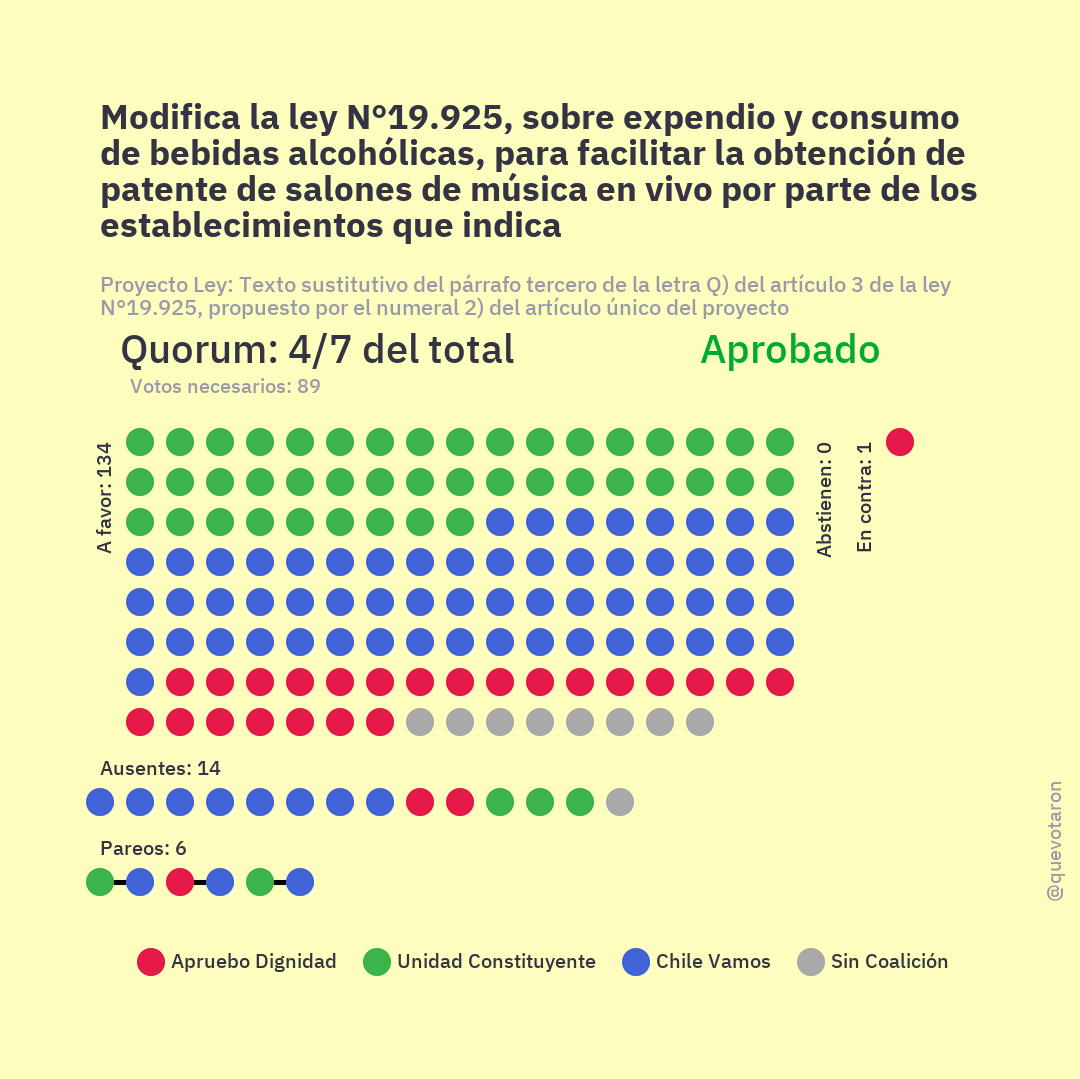 Modifica la ley N°19.925, sobre expendio y consumo
de bebidas alcohólicas, para facilitar la obtención de
patente de salones de música en vivo por parte de los
establecimientos que indica
Proyecto Ley: Texto sustitutivo del párrafo tercero de la letra Q) del artículo 3 de la ley
N°19.925, propuesto por el numeral 2) del artículo único del proyecto
Quorum: 4/7 del total
Aprobado
Votos necesarios: 89
A favor: 134
Abstienen: 0
En contra: 1
Ausentes: 14
Pareos: 6
@quevotaron
Apruebo Dignidad
Unidad Constituyente
Chile Vamos
Sin Coalición